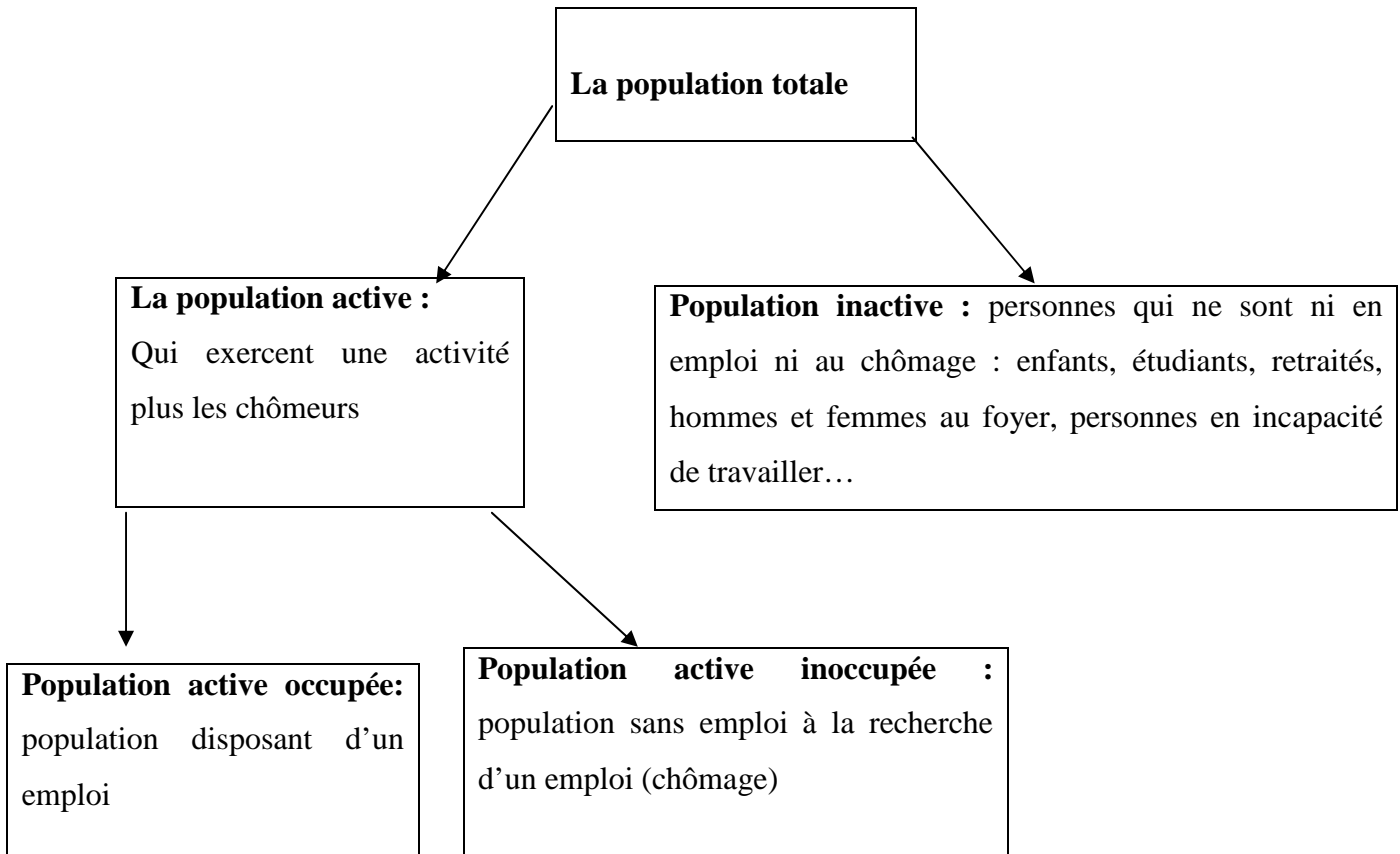 La population totale
La population active :
Qui exercent une activité
plus les chômeurs
Population inactive : personnes qui ne sont ni en
emploi ni au chômage : enfants, étudiants, retraités,
hommes et femmes au foyer, personnes en incapacité
de travailler…
Population active occupée:
population disposant d’un
emploi
Population active inoccupée :
population sans emploi à la recherche
d’un emploi (chômage)